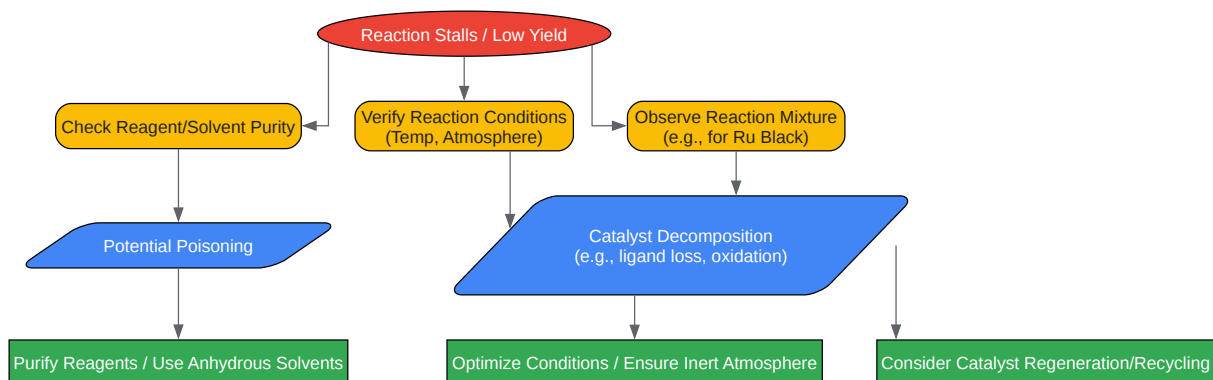 Reaction Stalls / Low Yield
Check Reagent/Solvent Purity
Verify Reaction Conditions
(Temp, Atmosphere)
Observe Reaction Mixture
(e.g., for Ru Black)
Potential Poisoning
Catalyst Decomposition
(e.g., ligand loss, oxidation)
Purify Reagents / Use Anhydrous Solvents
Optimize Conditions / Ensure Inert Atmosphere
Consider Catalyst Regeneration/Recycling